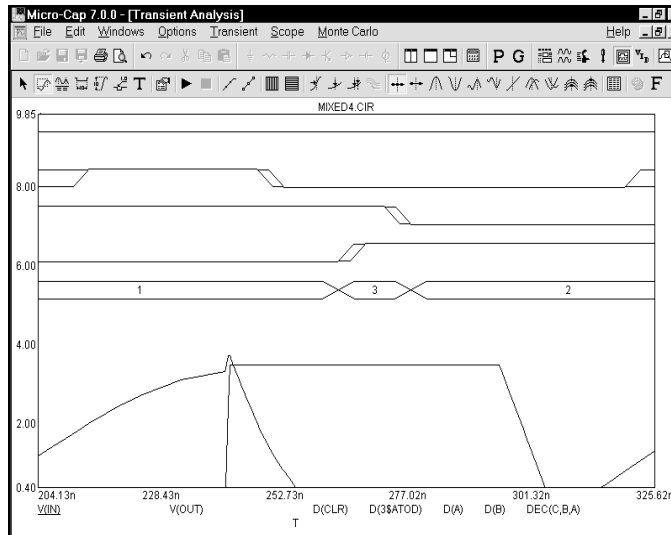 Micro-Cap 7.0.0 - [Transient Analysis]
File Edit Windows Options Transient Scope Monte Carlo Help
T P G F
MIXED4.CIR
9.85
8.00
6.00
1 3 2
4.00
2.00
0.40
204.13n 228.43n 252.73n 277.02n 301.32n 325.62n
V(IN) V(OUT) D(CLR) D(3$ATOD) D(A) D(B) DEC(C,B,A)
T